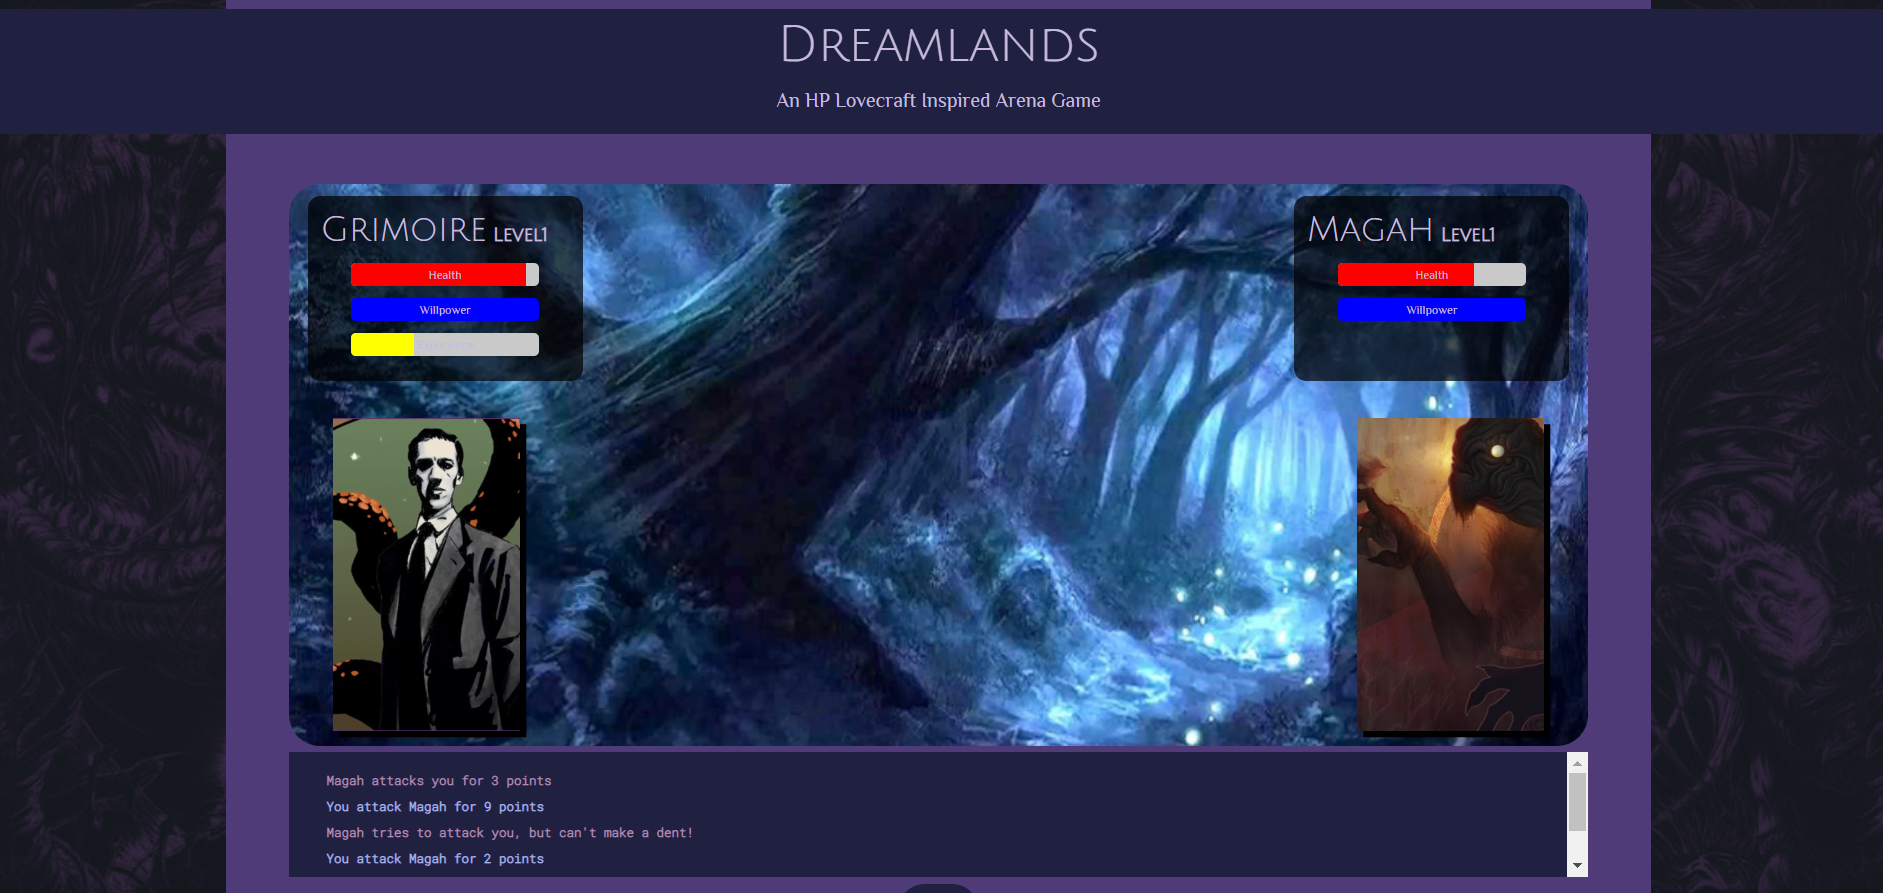 Dreamlands
An HP Lovecraft Inspired Arena Game
Grimoire Level1
Health
Willpower
Experience
Magah Level1
Health
Willpower
Magah attacks you for 3 points
You attack Magah for 9 points
Magah tries to attack you, but can't make a dent!
You attack Magah for 2 points